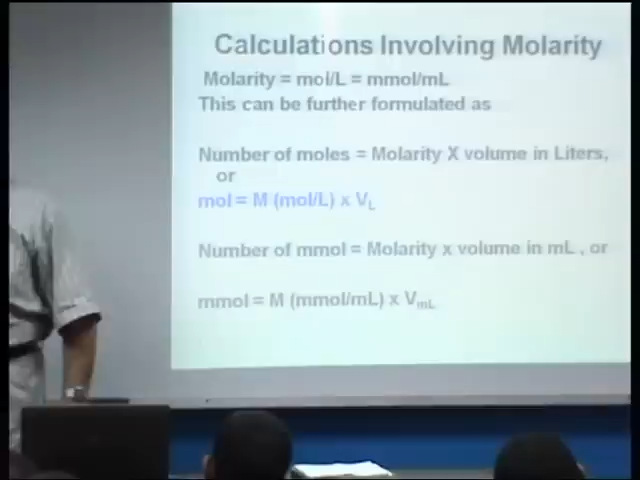 Calculations Involving Molarity
Molarity = mol/L = mmol/mL
This can be further formulated as
Number of moles = Molarity X volume in Liters,
or
mol = M (mol/L) x VL
Number of mmol = Molarity x volume in mL , or
mmol = M (mmol/mL) x VmL